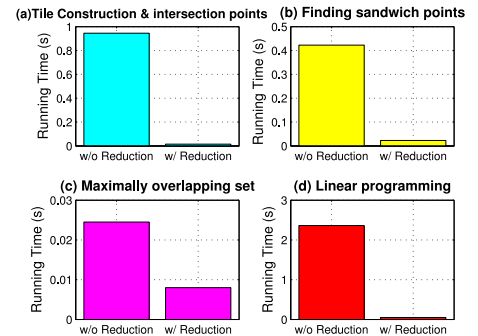 (a)Tile Construction & intersection points
Running Time (s)
1
0.8
0.6
0.4
0.2
0
w/o Reduction w/ Reduction
(b) Finding sandwich points
Running Time (s)
0.5
0.4
0.3
0.2
0.1
0
w/o Reduction w/ Reduction
(c) Maximally overlapping set
Running Time (s)
0.03
0.02
0.01
0
w/o Reduction w/ Reduction
(d) Linear programming
Running Time (s)
3
2
1
0
w/o Reduction w/ Reduction